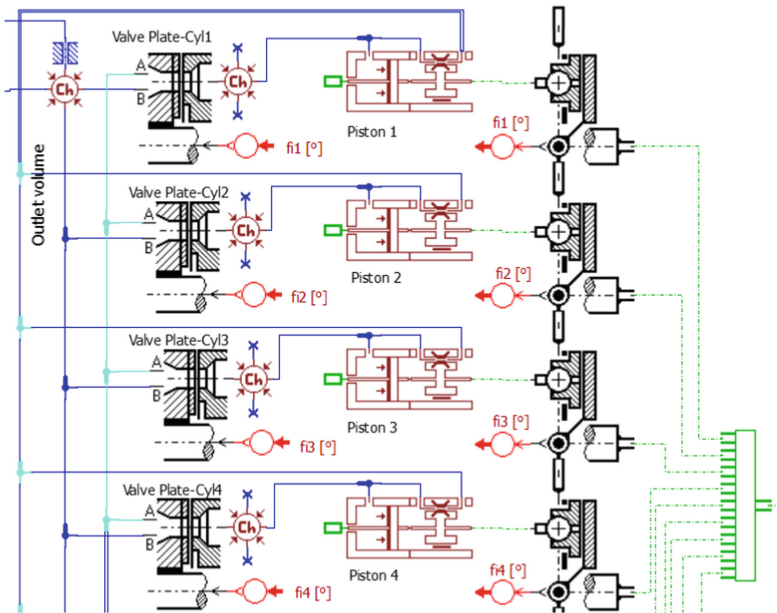 Valve Plate-Cyl1
A
Ch
Ch
B
Piston 1
fi1 [°]
fi1 [°]
Outlet volume
Valve Plate-Cyl2
A
Ch
B
Piston 2
fi2 [°]
fi2 [°]
Valve Plate-Cyl3
A
Ch
B
Piston 3
fi3 [°]
fi3 [°]
Valve Plate-Cyl4
A
Ch
B
Piston 4
fi4 [°]
fi4 [°]